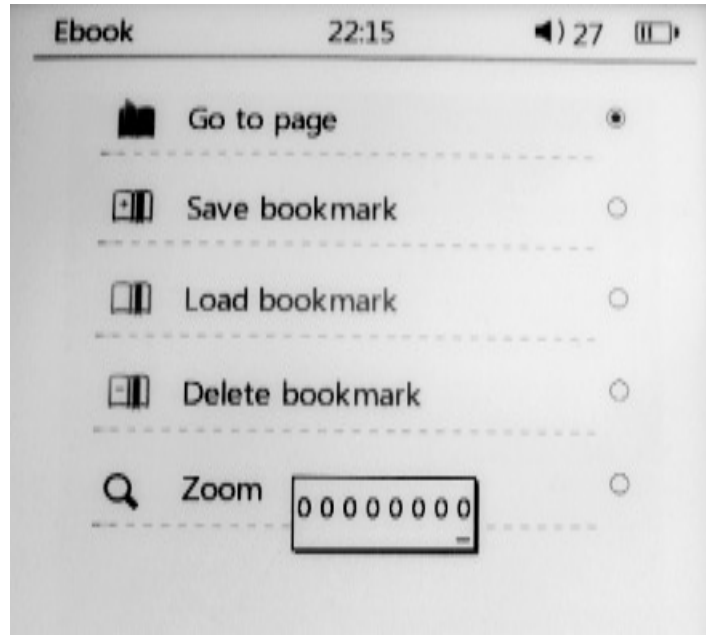 Ebook 22:15 27
Go to page
Save bookmark
Load bookmark
Delete bookmark
Zoom
00000000